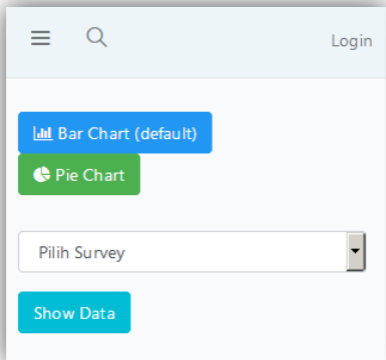 Login
Bar Chart (default)
Pie Chart
Pilih Survey
Show Data